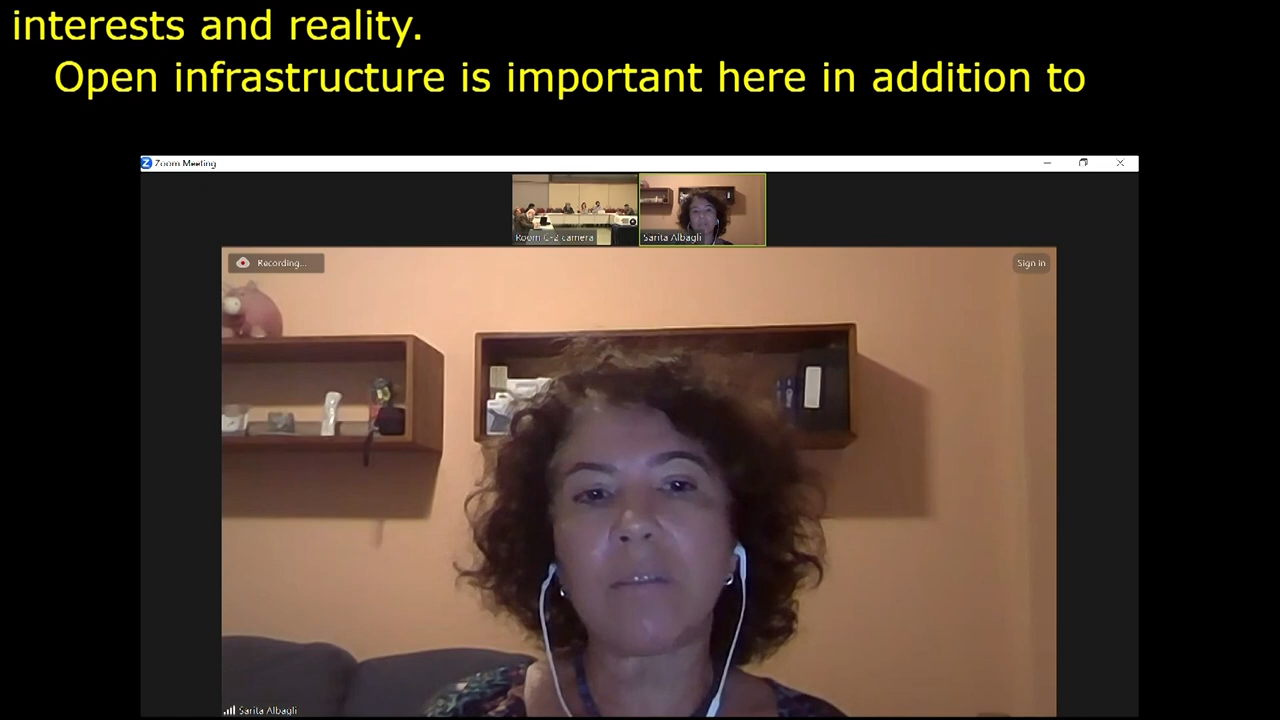 interests and reality.
Open infrastructure is important here in addition to
Zoom Meeting
Room C-2 camera
Sarita Albagli
Recording...
Sign in
Sarita Albagli